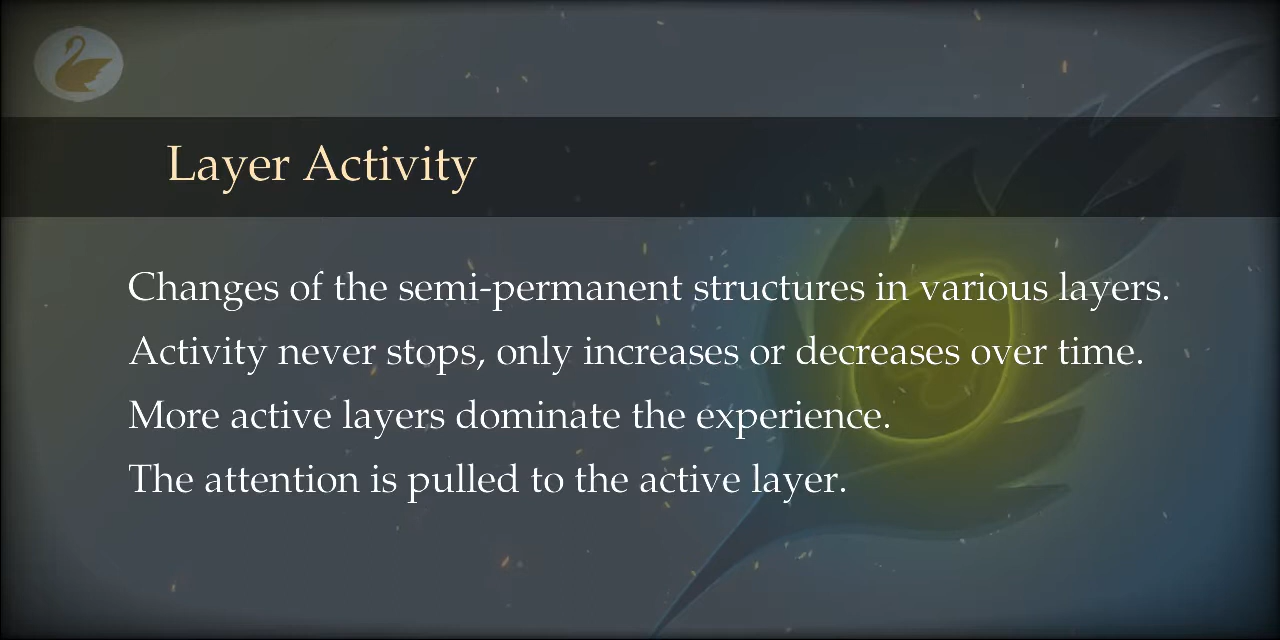 Layer Activity
Changes of the semi-permanent structures in various layers.
Activity never stops, only increases or decreases over time.
More active layers dominate the experience.
The attention is pulled to the active layer.